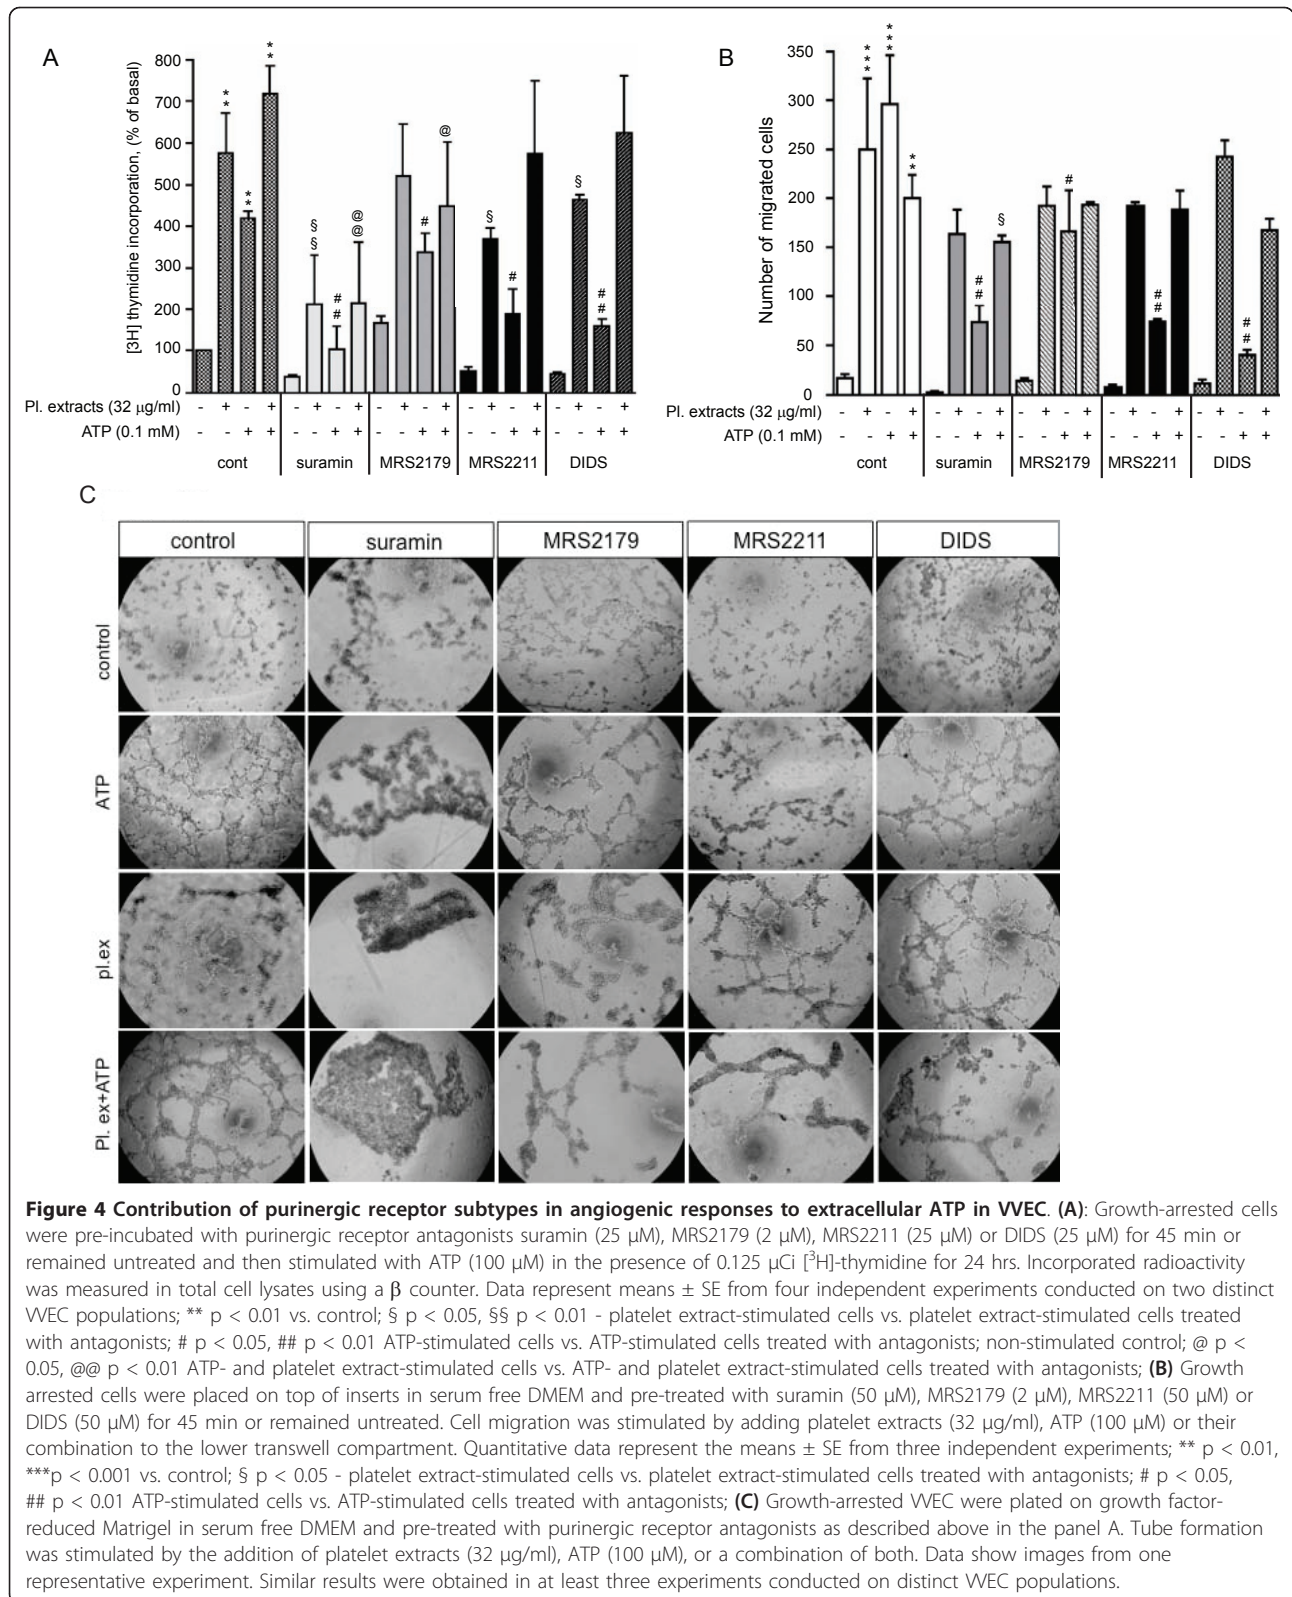 A
[3H] thymidine incorporation, (% of basal)
800
700
600
500
400
300
200
100
0
** ** **
§§ ## @@
# @
§ #
§ ##
Pl. extracts (32 µg/ml) - + - + - + - + - + - + - + - + - + - +
ATP (0.1 mM) - - + + - - + + - - + + - - + + - - + +
cont suramin MRS2179 MRS2211 DIDS
B
Number of migrated cells
350
300
250
200
150
100
50
0
*** *** **
## §
#
##
##
Pl. extracts (32 µg/ml) - + - + - + - + - + - + - + - + - + - +
ATP (0.1 mM) - - + + - - + + - - + + - - + + - - + +
cont suramin MRS2179 MRS2211 DIDS
C
control suramin MRS2179 MRS2211 DIDS
control
ATP
pl.ex
Pl. ex+ATP
Figure 4 Contribution of purinergic receptor subtypes in angiogenic responses to extracellular ATP in VVEC. (A): Growth-arrested cells
were pre-incubated with purinergic receptor antagonists suramin (25 µM), MRS2179 (2 µM), MRS2211 (25 µM) or DIDS (25 µM) for 45 min or
remained untreated and then stimulated with ATP (100 µM) in the presence of 0.125 µCi [³H]-thymidine for 24 hrs. Incorporated radioactivity
was measured in total cell lysates using a β counter. Data represent means ± SE from four independent experiments conducted on two distinct
VVEC populations; ** p < 0.01 vs. control; § p < 0.05, §§ p < 0.01 - platelet extract-stimulated cells vs. platelet extract-stimulated cells treated
with antagonists; # p < 0.05, ## p < 0.01 ATP-stimulated cells vs. ATP-stimulated cells treated with antagonists; non-stimulated control; @ p <
0.05, @@ p < 0.01 ATP- and platelet extract-stimulated cells vs. ATP- and platelet extract-stimulated cells treated with antagonists; (B) Growth
arrested cells were placed on top of inserts in serum free DMEM and pre-treated with suramin (50 µM), MRS2179 (2 µM), MRS2211 (50 µM) or
DIDS (50 µM) for 45 min or remained untreated. Cell migration was stimulated by adding platelet extracts (32 µg/ml), ATP (100 µM) or their
combination to the lower transwell compartment. Quantitative data represent the means ± SE from three independent experiments; ** p < 0.01,
***p < 0.001 vs. control; § p < 0.05 - platelet extract-stimulated cells vs. platelet extract-stimulated cells treated with antagonists; # p < 0.05,
## p < 0.01 ATP-stimulated cells vs. ATP-stimulated cells treated with antagonists; (C) Growth-arrested VVEC were plated on growth factor-
reduced Matrigel in serum free DMEM and pre-treated with purinergic receptor antagonists as described above in the panel A. Tube formation
was stimulated by the addition of platelet extracts (32 µg/ml), ATP (100 µM), or a combination of both. Data show images from one
representative experiment. Similar results were obtained in at least three experiments conducted on distinct VVEC populations.